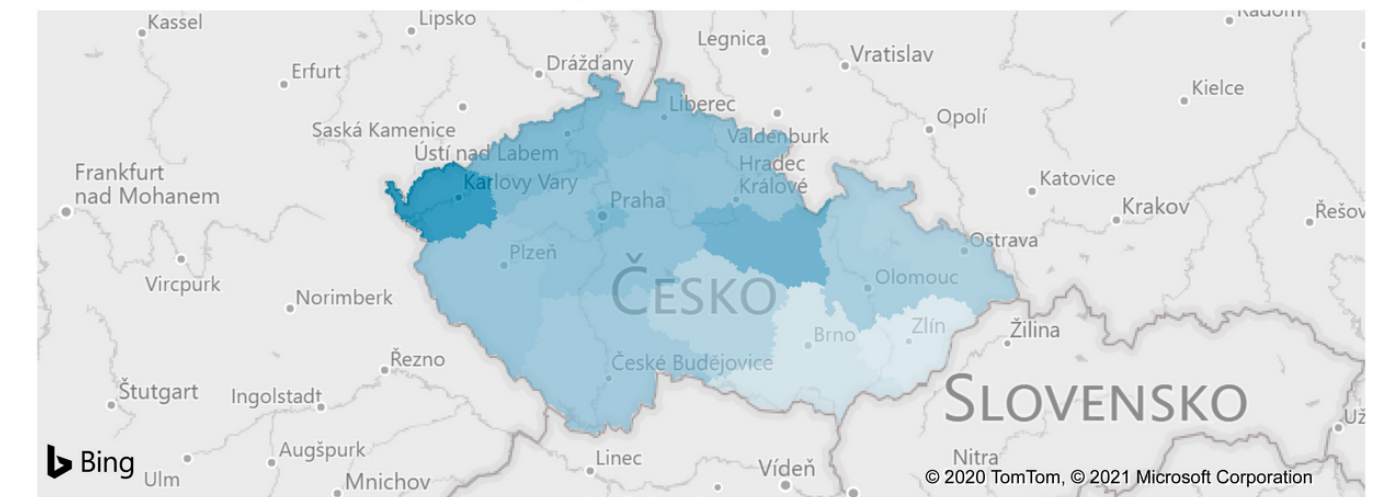 Kassel
Lipsko
Radom
Legnica
Vratislav
Drážďany
Erfurt
Kielce
Liberec
Opolí
Saská Kamenice
Valdenburk
Ústí nad Labem
Hradec
Králové
Frankfurt
nad Mohanem
Karlovy Vary
Katovice
Praha
Krakov
Řešov
Ostrava
Plzeň
Vircpurk
Olomouc
ČESKO
Norimberk
Brno
Zlín
Žilina
Řezno
České Budějovice
Štutgart
Ingolstadt
SLOVENSKO
Augšpurk
Bing
Ulm
Mnichov
Linec
Vídeň
Nitra
© 2020 TomTom, © 2021 Microsoft Corporation